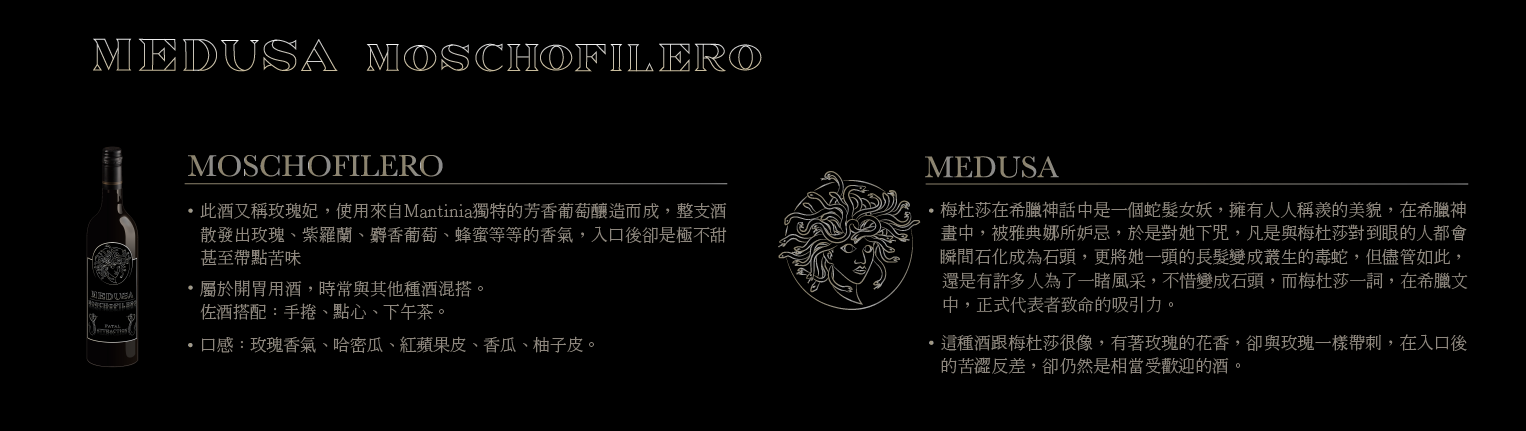 MEDUSA MOSCHOFILERO
MOSCHOFILERO
• 此酒又稱玫瑰妃，使用來自Mantinia獨特的芳香葡萄釀造而成，整支酒
散發出玫瑰、紫羅蘭、麝香葡萄、蜂蜜等等的香氣，入口後卻是極不甜
甚至帶點苦味
• 屬於開胃用酒，時常與其他種酒混搭。
佐酒搭配：手捲、點心、下午茶。
• 口感：玫瑰香氣、哈密瓜、紅蘋果皮、香瓜、柚子皮。
MEDUSA
MOSCHOFILERO
FATAL
ATTRACTION
MEDUSA
• 梅杜莎在希臘神話中是一個蛇髮女妖，擁有人人稱羨的美貌，在希臘神
畫中，被雅典娜所妒忌，於是對她下咒，凡是與梅杜莎對到眼的人都會
瞬間石化成為石頭，更將她一頭的長髮變成叢生的毒蛇，但儘管如此，
還是有許多人為了一睹風采，不惜變成石頭，而梅杜莎一詞，在希臘文
中，正式代表者致命的吸引力。
• 這種酒跟梅杜莎很像，有著玫瑰的花香，卻與玫瑰一樣帶刺，在入口後
的苦澀反差，卻仍然是相當受歡迎的酒。